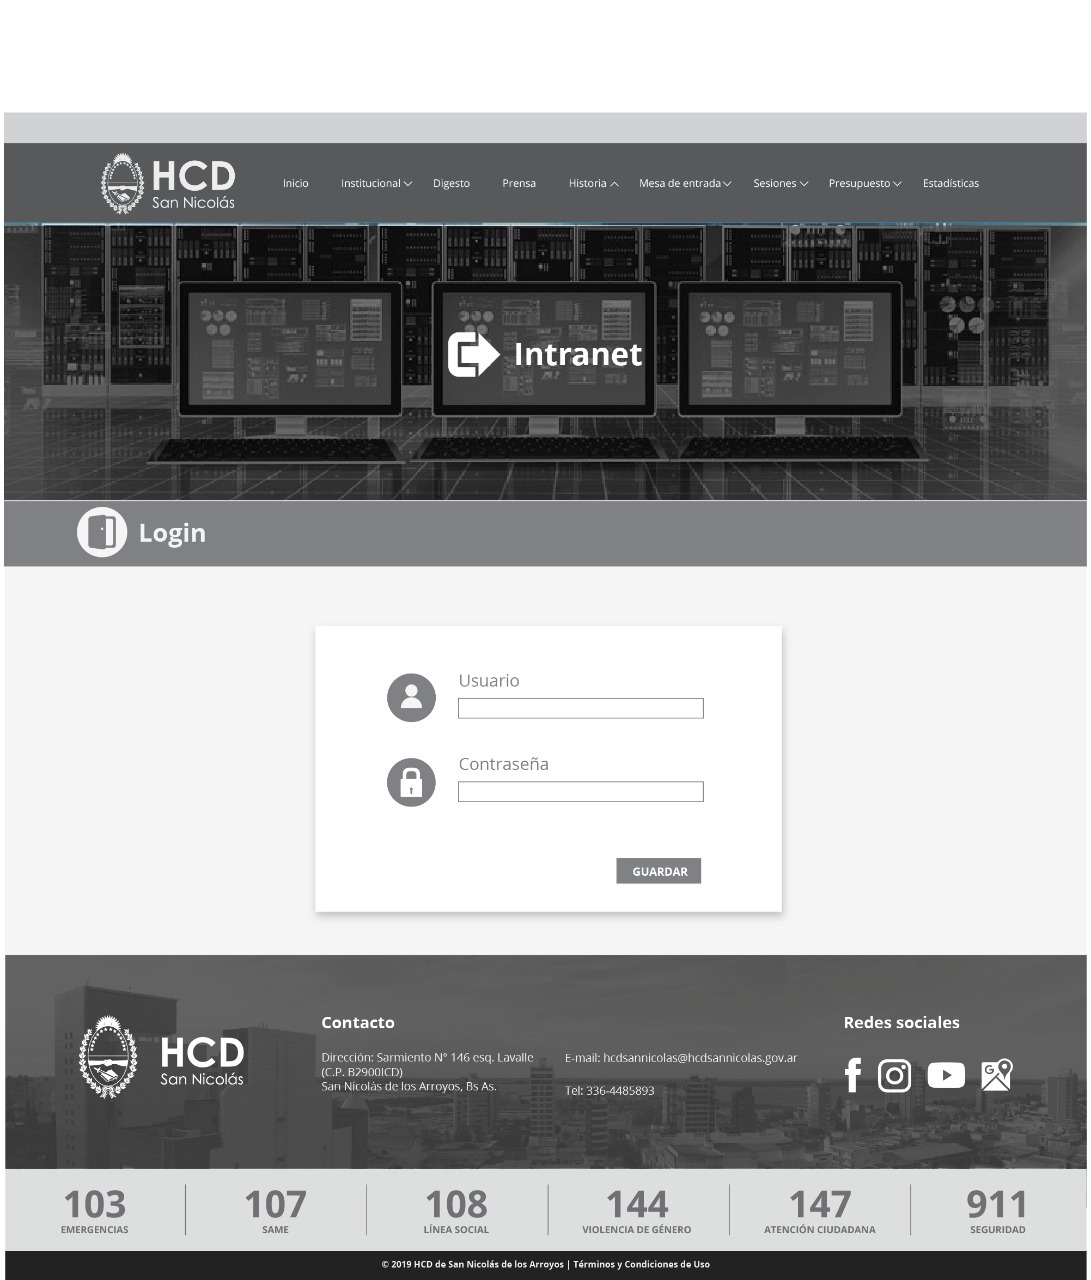 HCD
San Nicolás
Inicio
Institucional
Digesto
Prensa
Historia
Mesa de entrada
Sesiones
Presupuesto
Estadísticas
Intranet
Login
Usuario
Contraseña
GUARDAR
HCD
San Nicolás
Contacto
Dirección: Sarmiento N° 146 esq. Lavalle
(C.P. B2900ICD)
San Nicolás de los Arroyos, Bs As.
E-mail: hcdsannicolas@hcdsannicolas.gov.ar
Tel: 336-4485893
Redes sociales
G
103
EMERGENCIAS
107
SAME
108
LÍNEA SOCIAL
144
VIOLENCIA DE GÉNERO
147
ATENCIÓN CIUDADANA
911
SEGURIDAD
© 2019 HCD de San Nicolás de los Arroyos | Términos y Condiciones de Uso